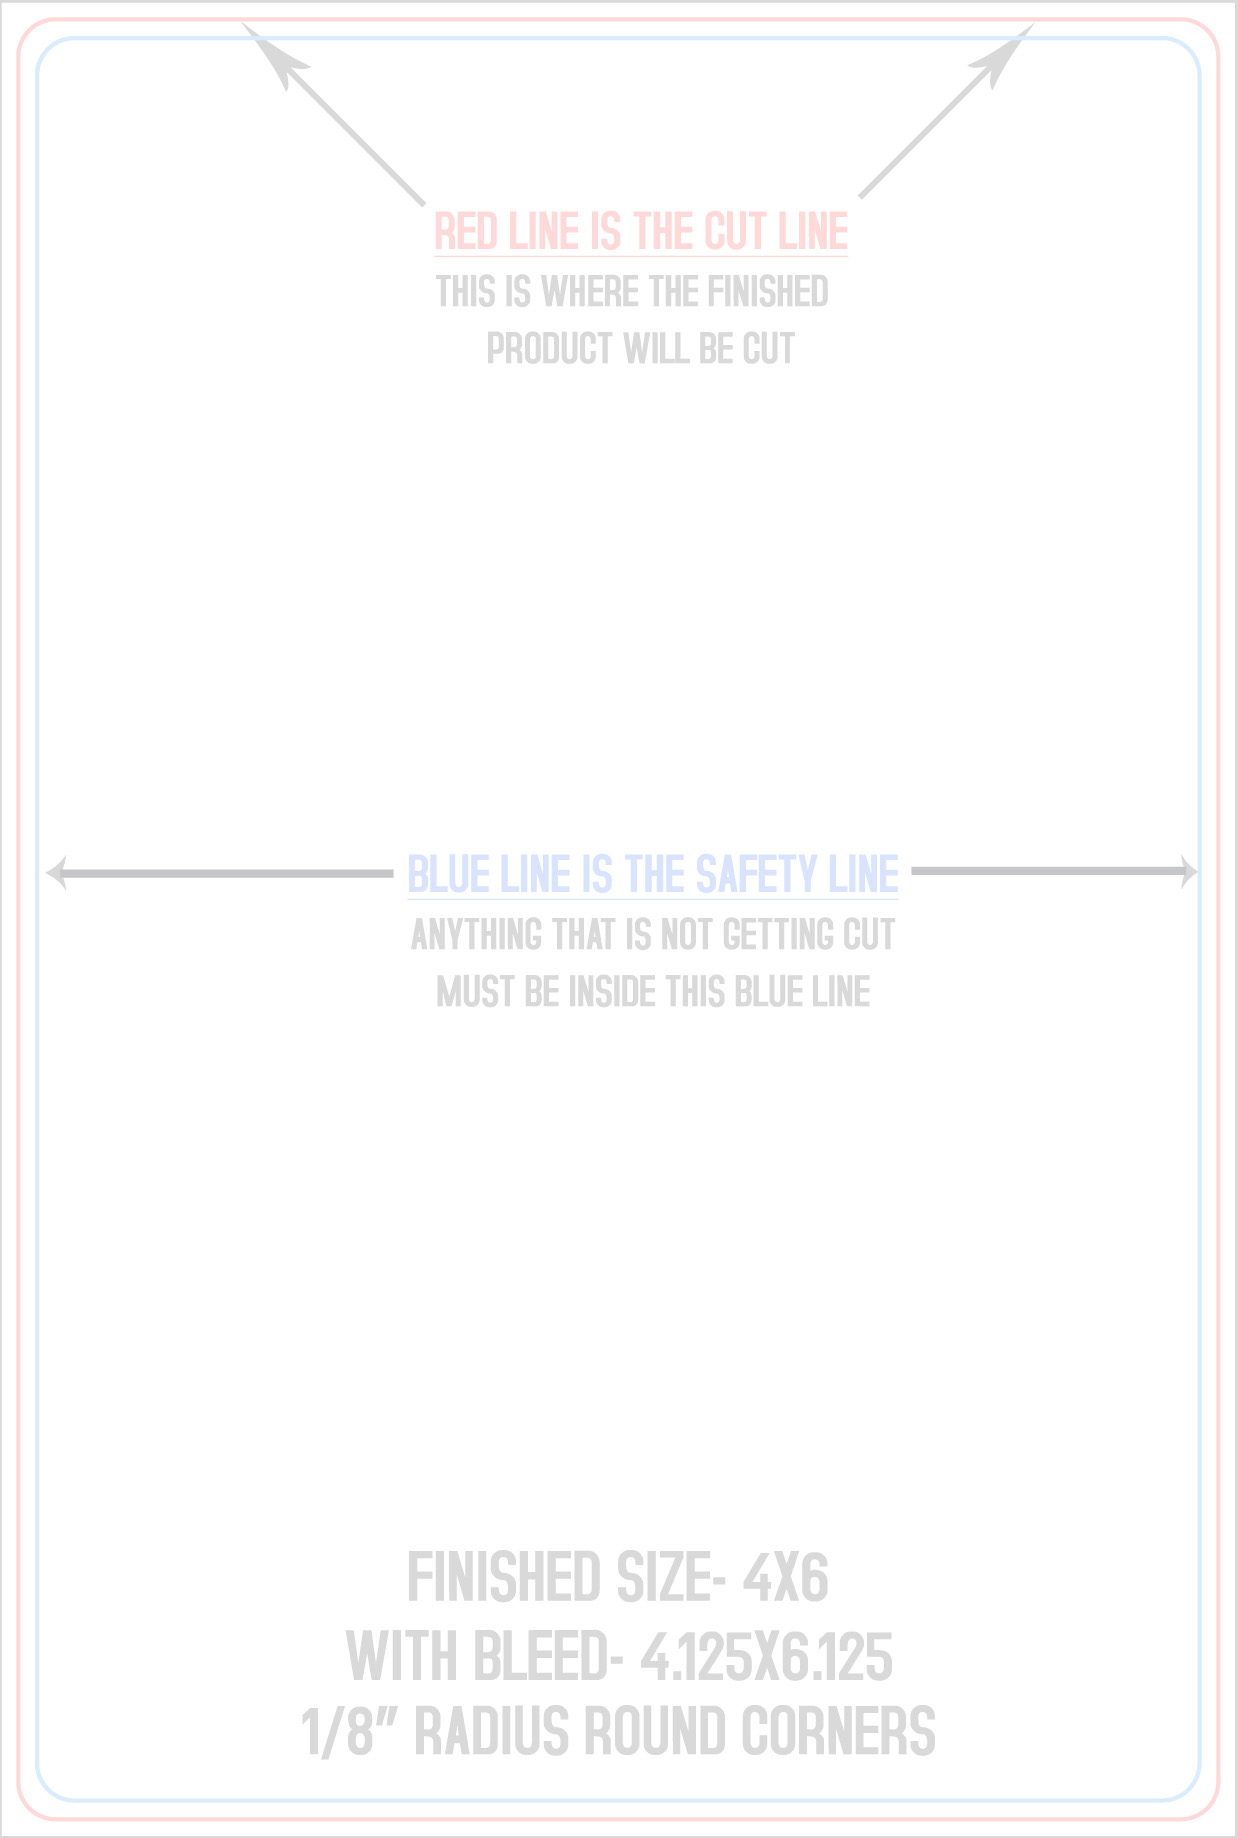 RED LINE IS THE CUT LINE
THIS IS WHERE THE FINISHED
PRODUCT WILL BE CUT
BLUE LINE IS THE SAFETY LINE
ANYTHING THAT IS NOT GETTING CUT
MUST BE INSIDE THIS BLUE LINE
FINISHED SIZE- 4X6
WITH BLEED- 4.125X6.125
1/8" RADIUS ROUND CORNERS